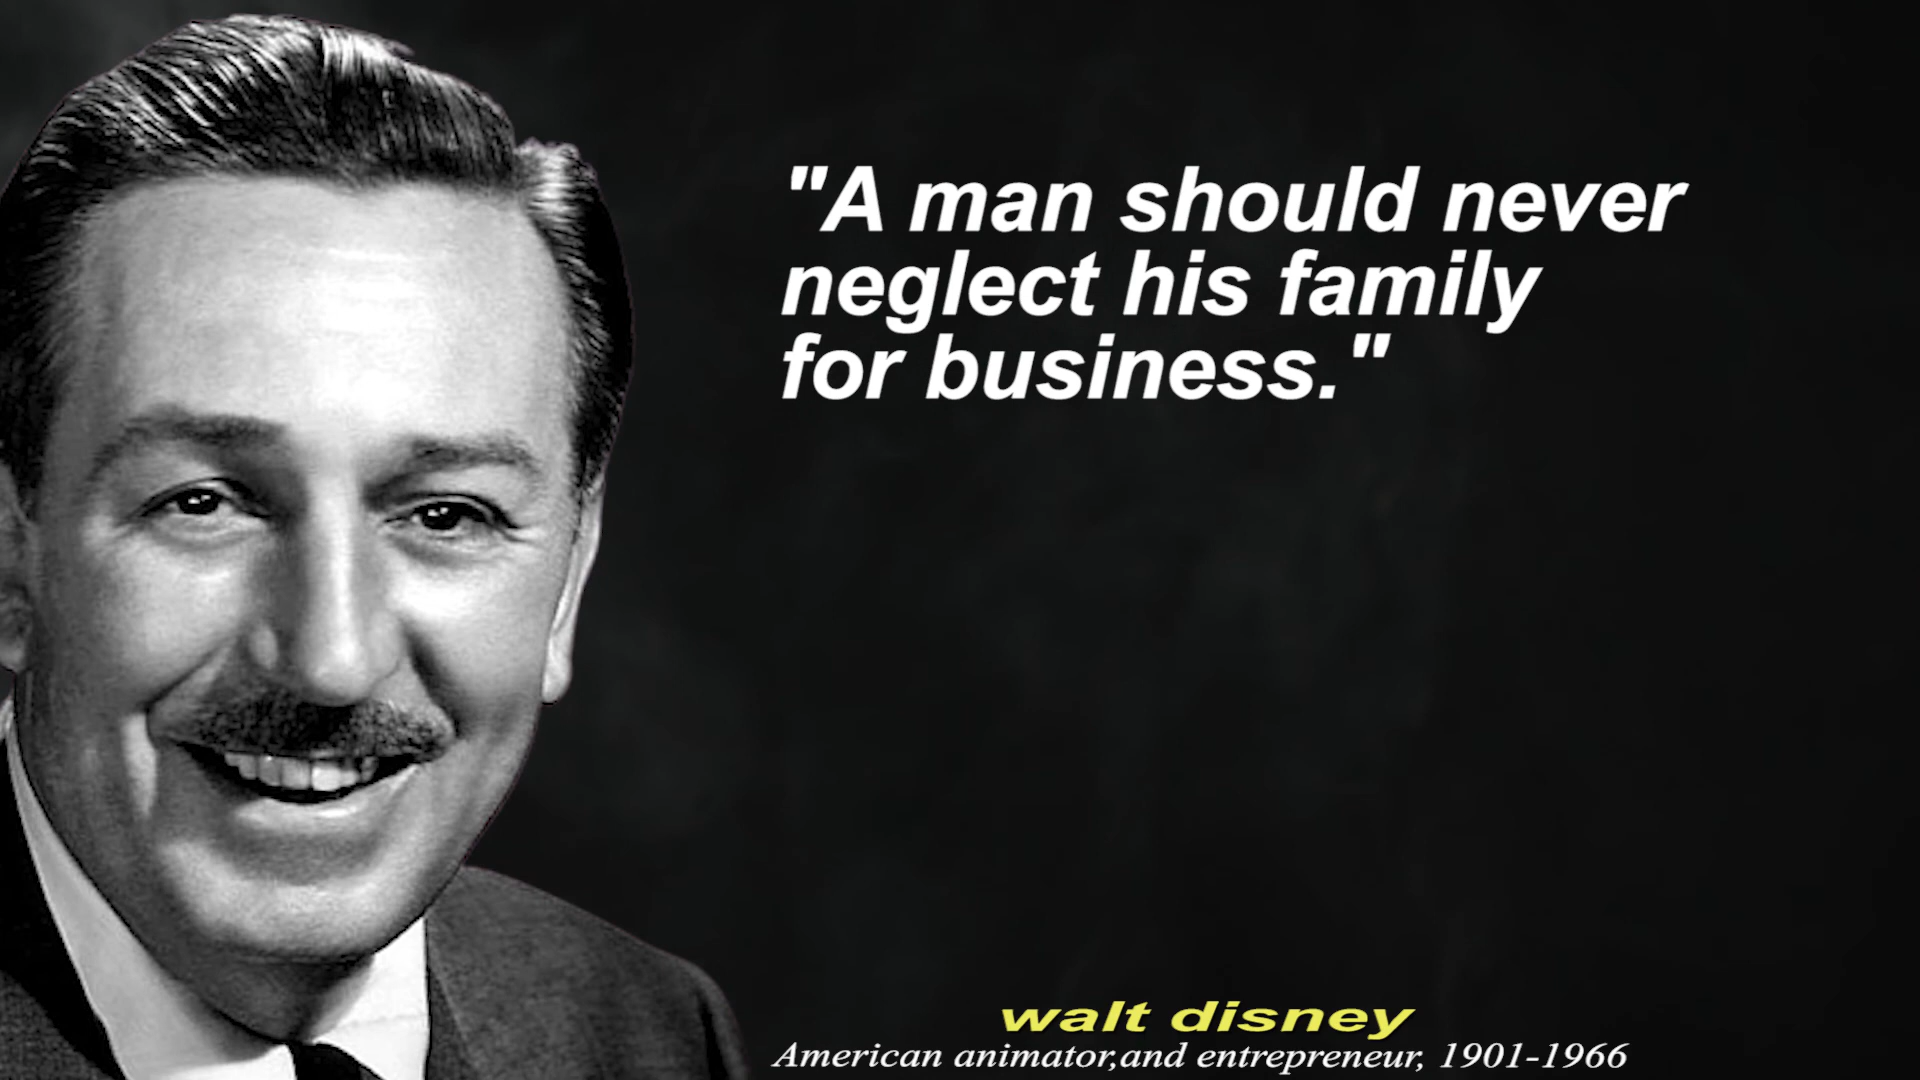 "A man should never
neglect his family
for business."
walt disney
American animator,and entrepreneur, 1901-1966